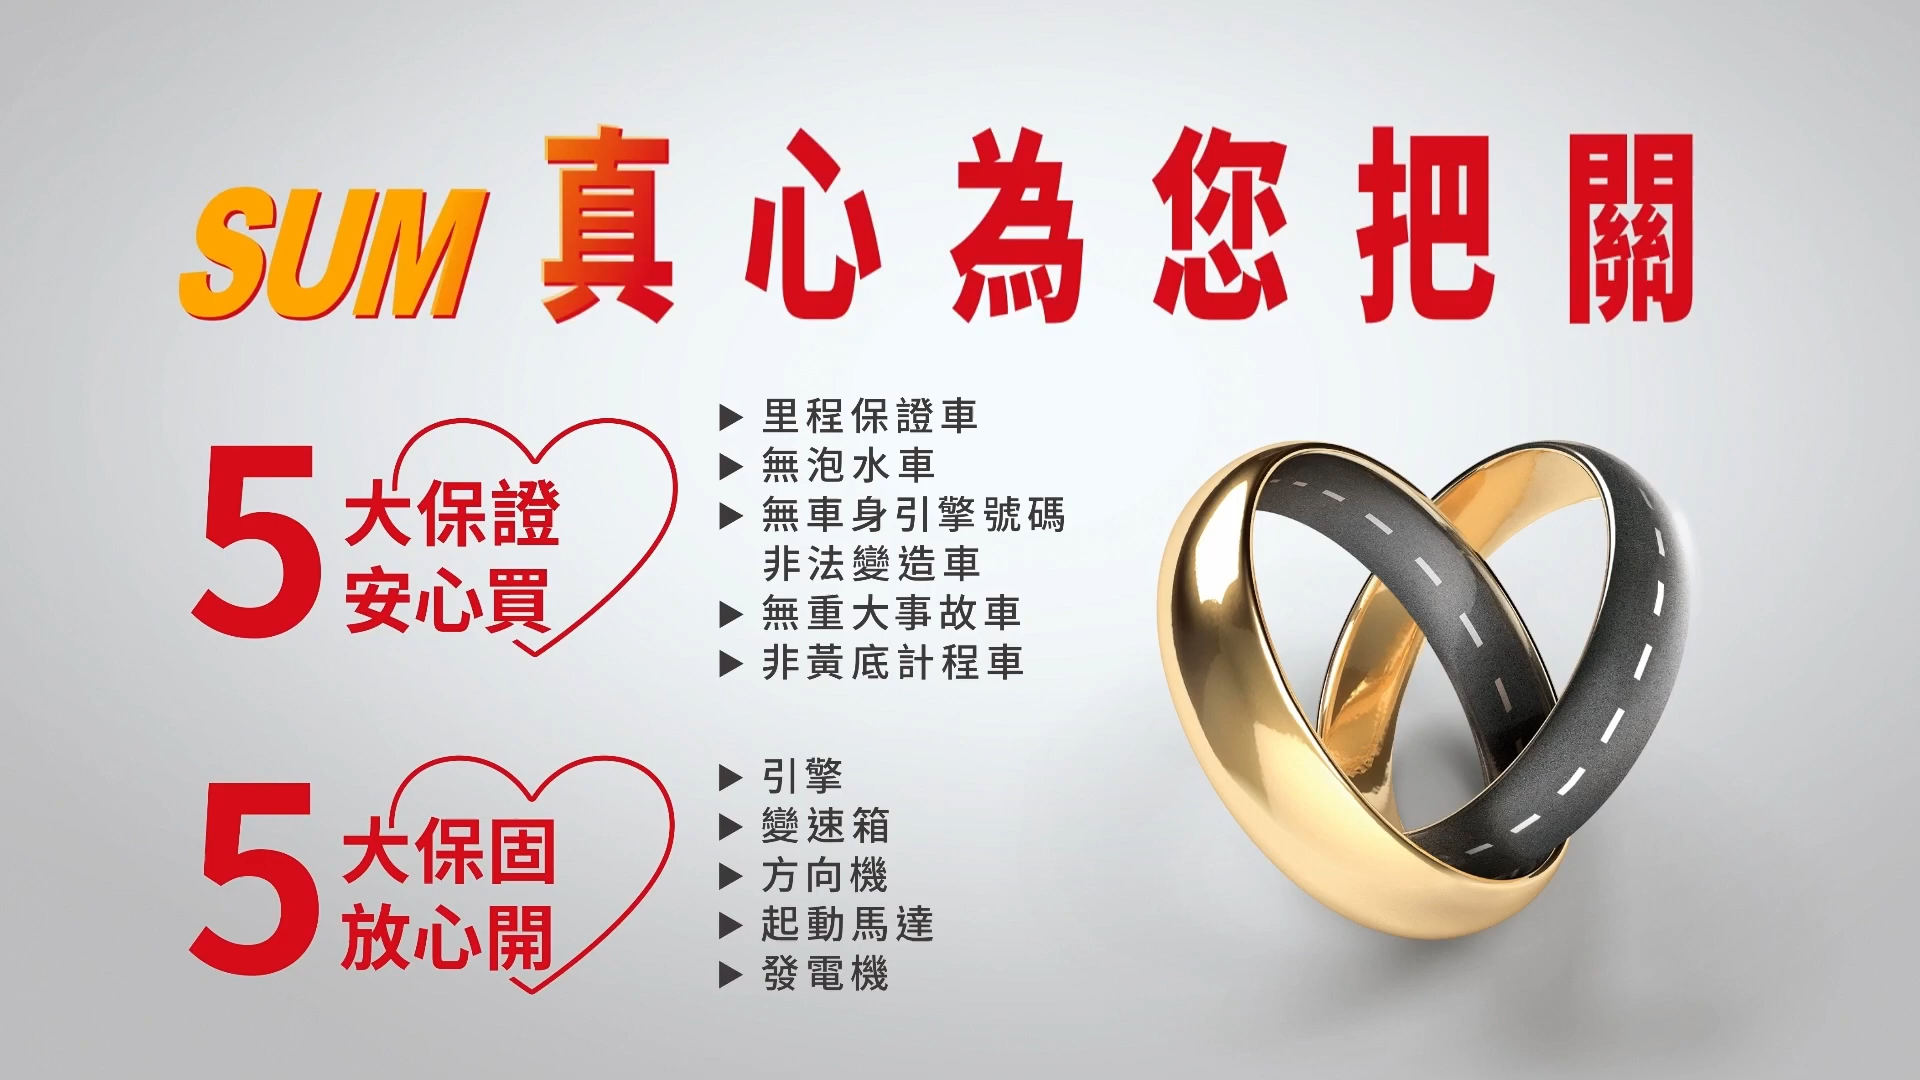 SUM 真心為您把關
5大保證
安心買
▶ 里程保證車
▶ 無泡水車
▶ 無車身引擎號碼
非法變造車
▶ 無重大事故車
▶ 非黃底計程車
5大保固
放心開
▶ 引擎
▶ 變速箱
▶ 方向機
▶ 起動馬達
▶ 發電機